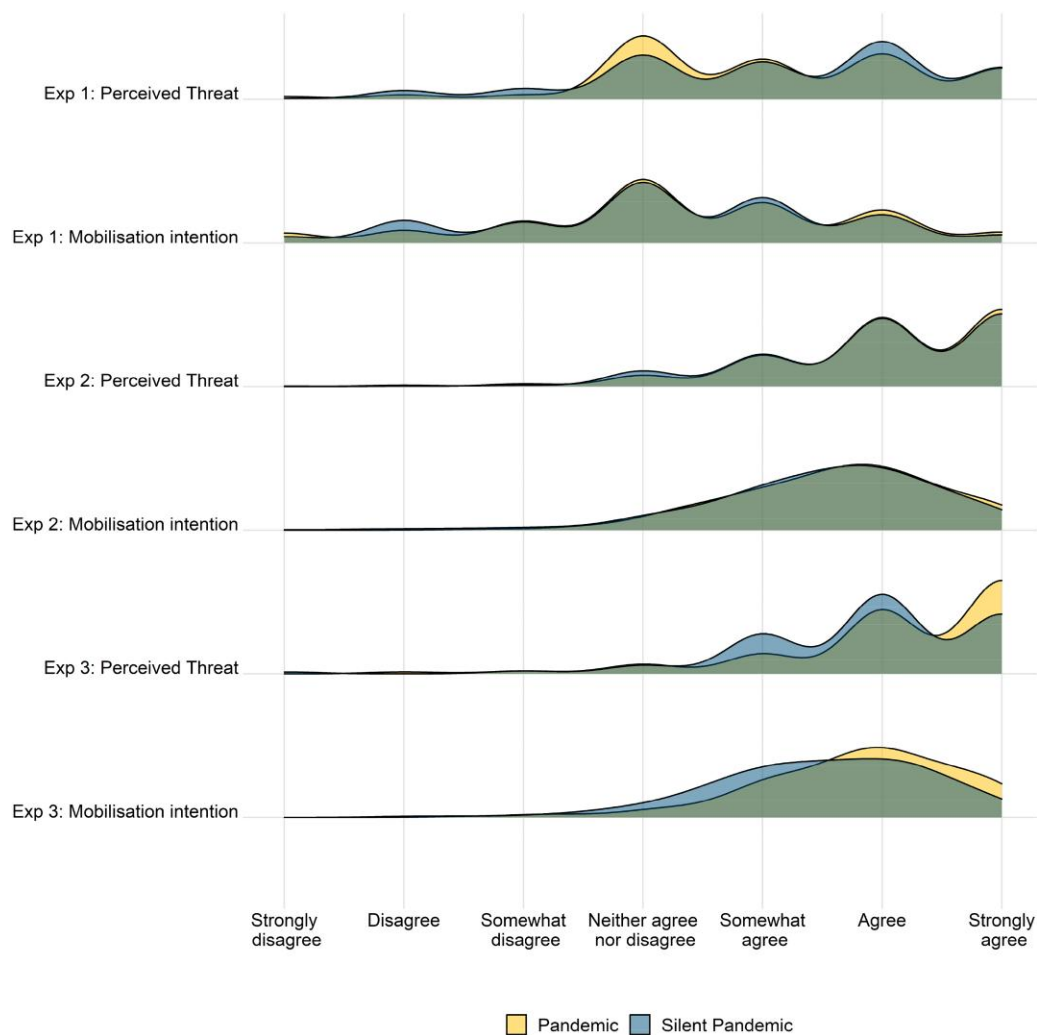 Exp 1: Perceived Threat
Exp 1: Mobilisation intention
Exp 2: Perceived Threat
Exp 2: Mobilisation intention
Exp 3: Perceived Threat
Exp 3: Mobilisation intention
Strongly disagree
Disagree
Somewhat disagree
Neither agree nor disagree
Somewhat agree
Agree
Strongly agree
Pandemic
Silent Pandemic